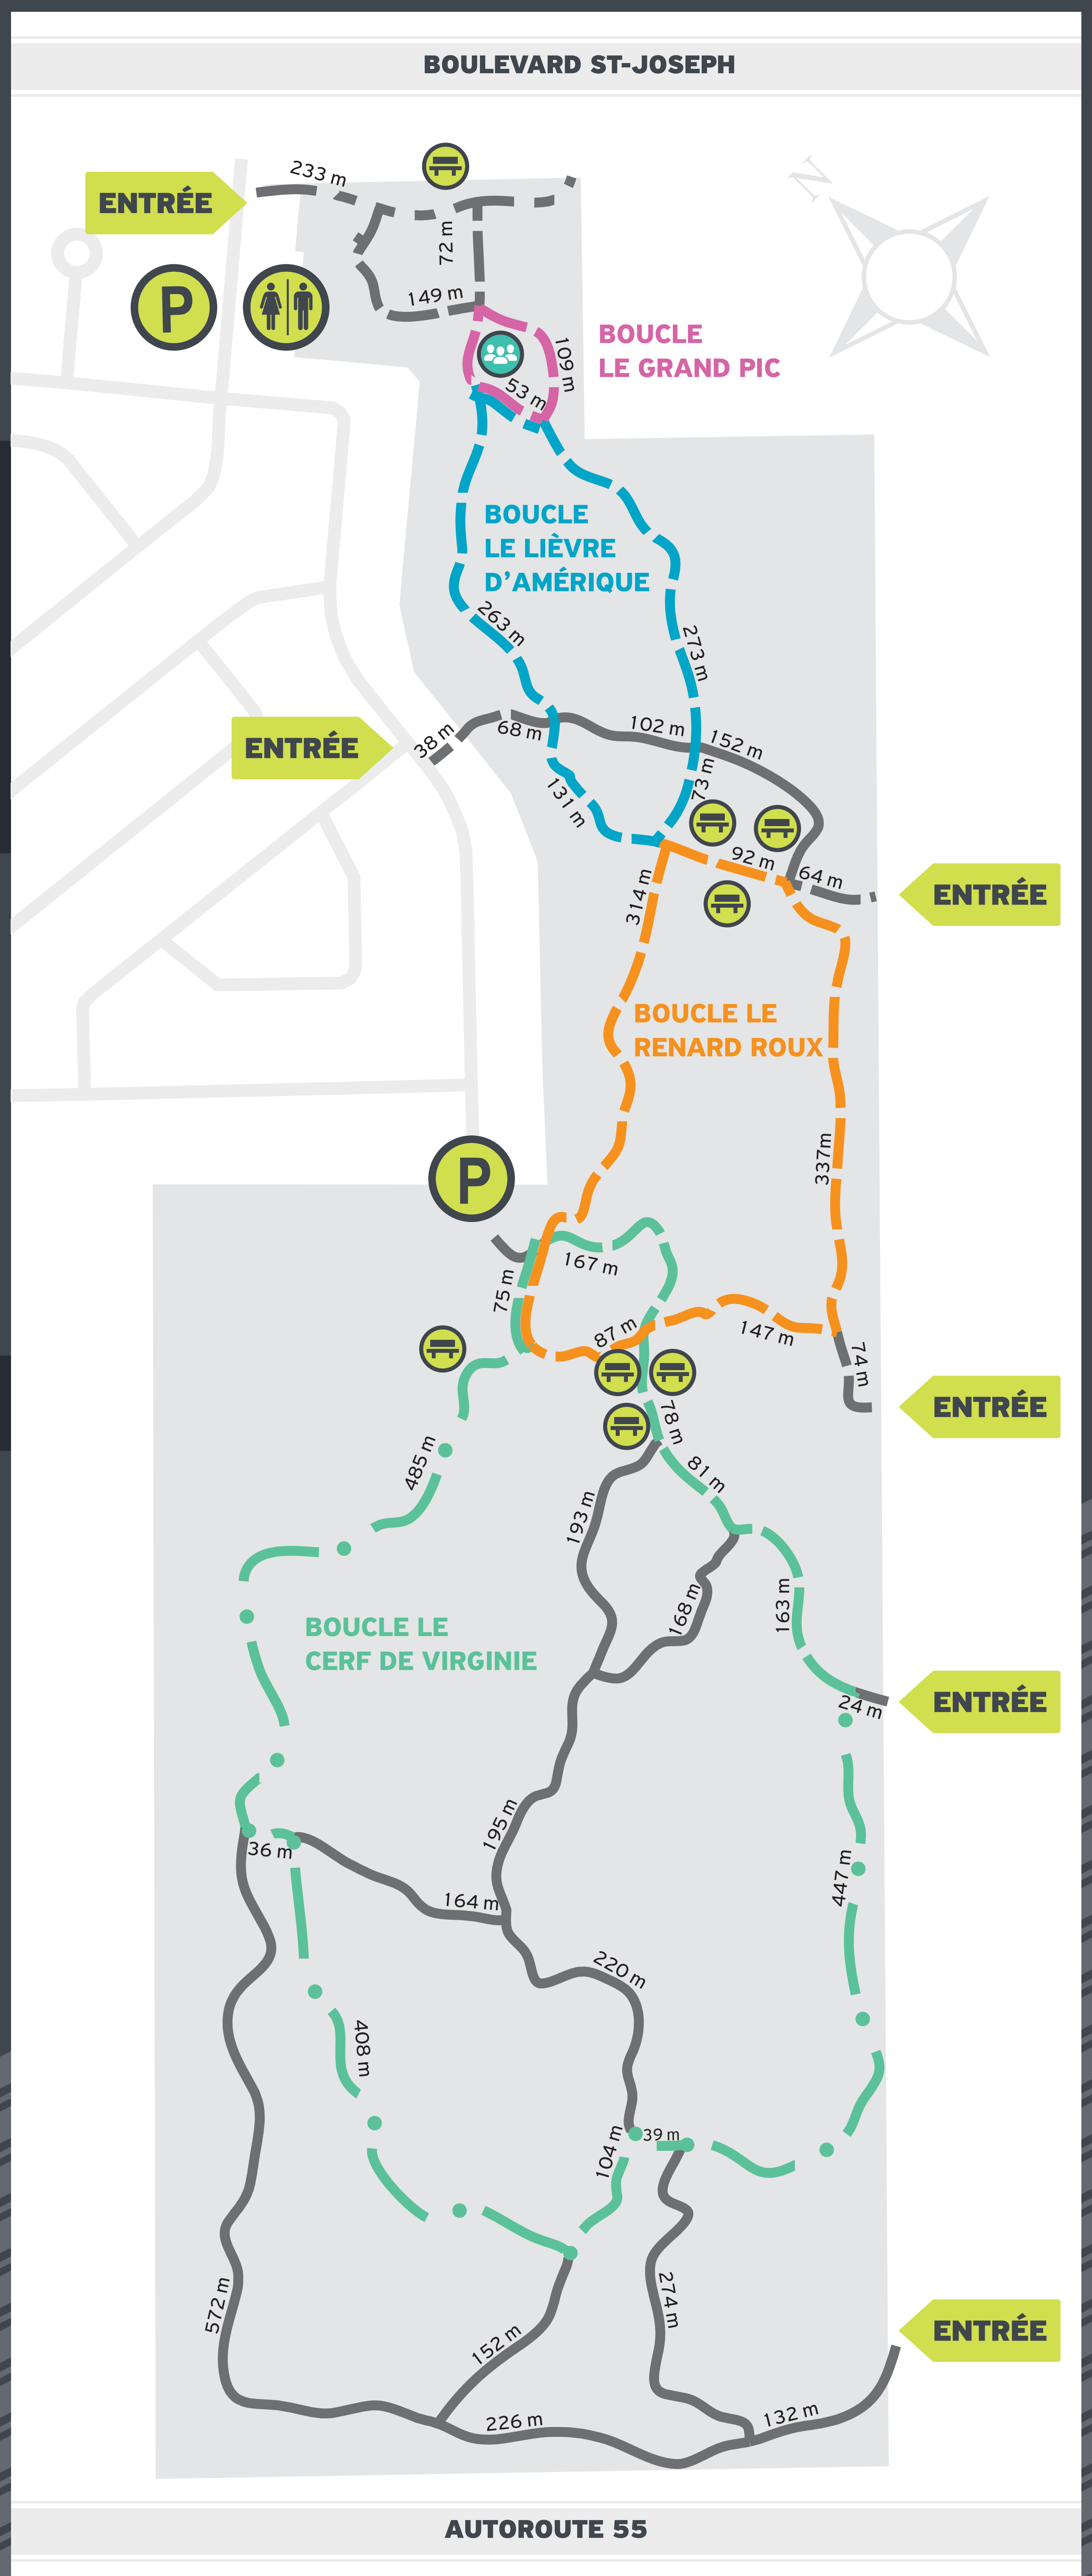 BOULEVARD ST-JOSEPH
233 m
N
ENTRÉE
72 m
P
149 m
BOUCLE
LE GRAND PIC
109 m
53 m
BOUCLE
LE LIÈVRE
D'AMÉRIQUE
263 m
273 m
ENTRÉE
38 m
68 m
102 m
152 m
73 m
131 m
92 m
64 m
ENTRÉE
314 m
BOUCLE LE
RENARD ROUX
337m
P
167 m
75 m
87 m
147 m
74 m
ENTRÉE
78 m
485 m
81 m
193 m
168 m
163 m
BOUCLE LE
CERF DE VIRGINIE
ENTRÉE
24 m
195 m
36 m
447 m
164 m
220 m
408 m
104 m
39 m
572 m
274 m
152 m
ENTRÉE
132 m
226 m
AUTOROUTE 55